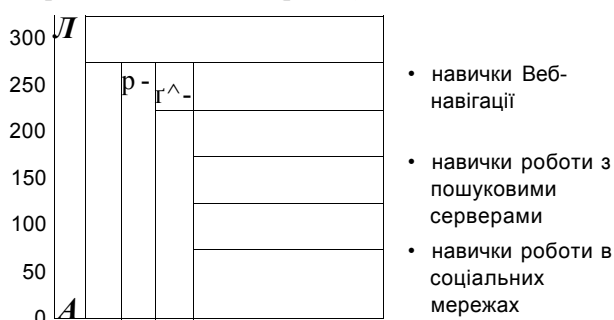 300
250
200
150
100
50
0
Л
р -
г^-
А
• навички Веб-
навігації
• навички роботи з
пошуковими
серверами
• навички роботи в
соціальних
мережах